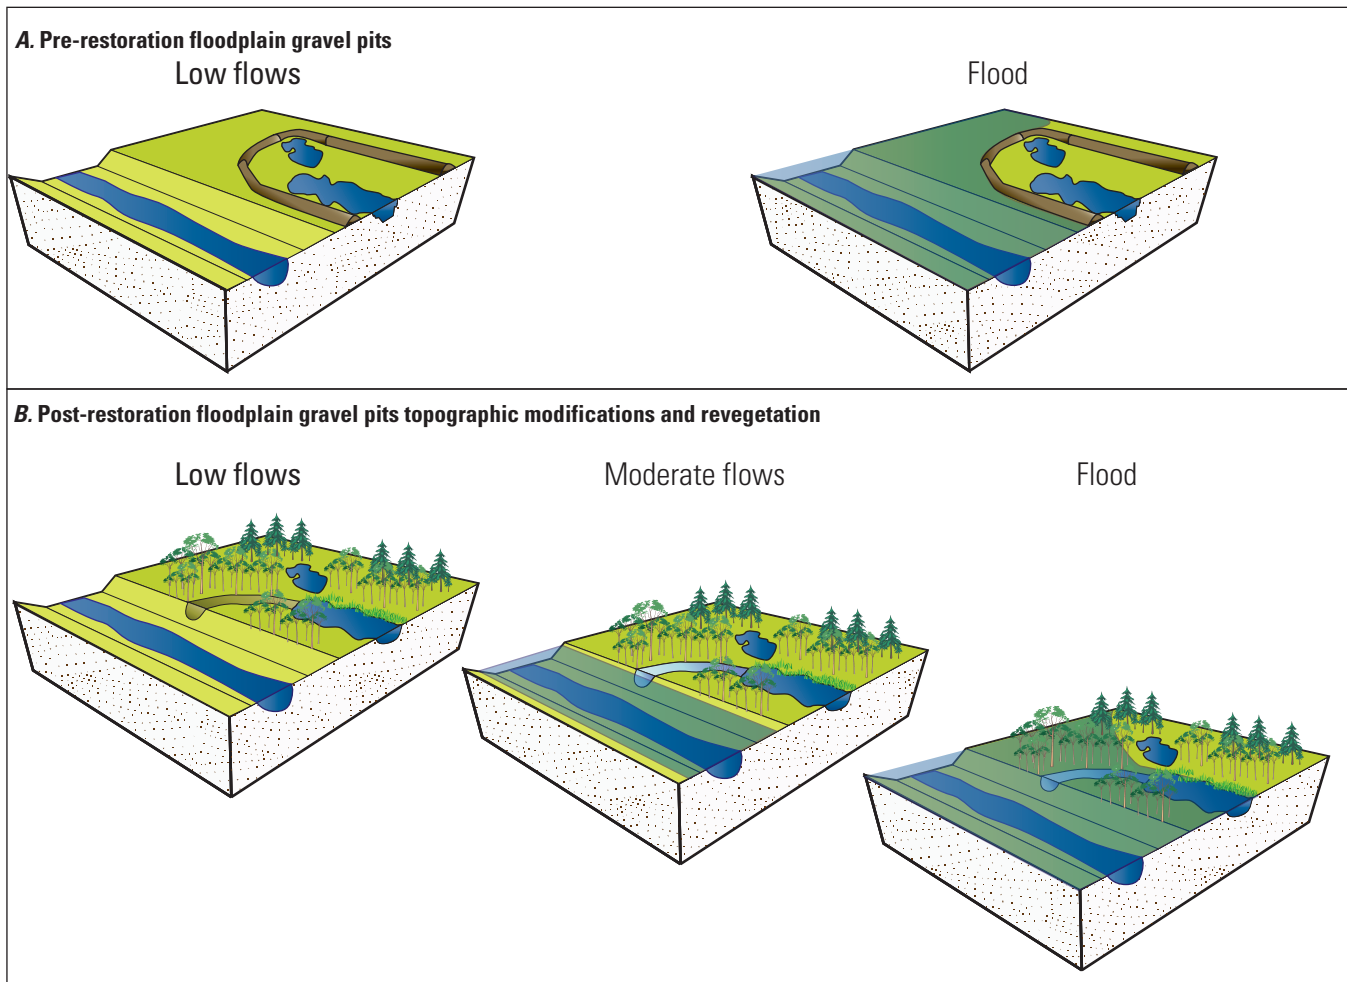 A. Pre-restoration floodplain gravel pits
Low flows
Flood
B. Post-restoration floodplain gravel pits topographic modifications and revegetation
Low flows
Moderate flows
Flood